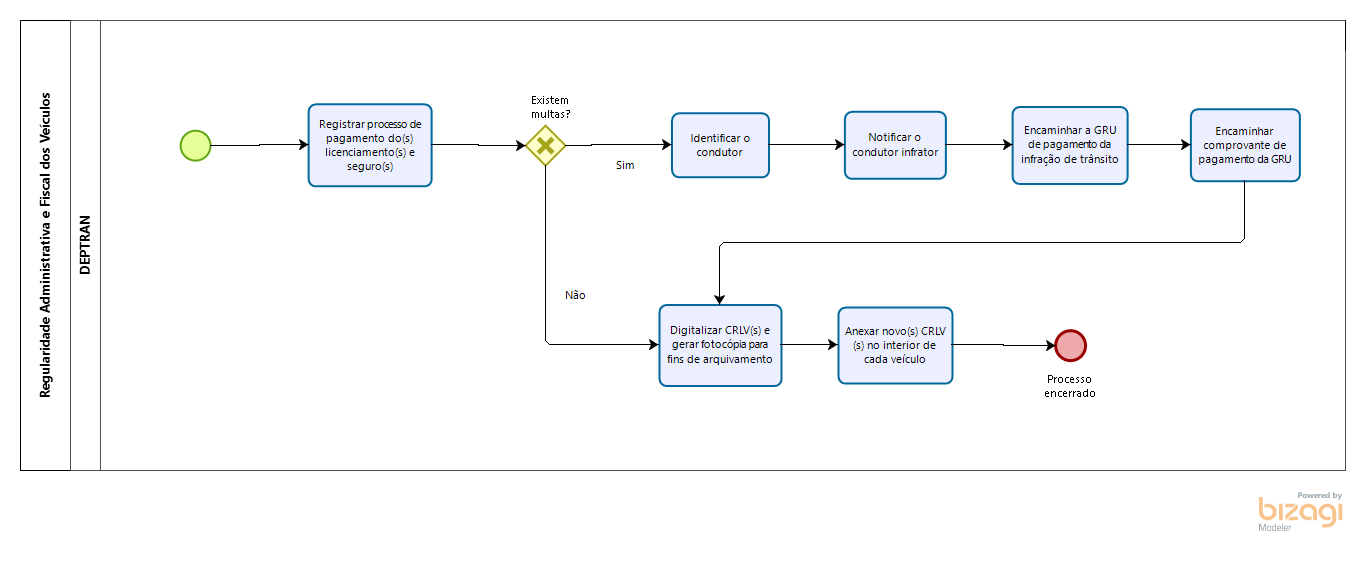 Regularidade Administrativa e Fiscal dos Veículos
DEPTRAN
Registrar processo de
pagamento do(s)
licenciamento(s) e
seguro(s)
Existem
multas?
Sim
Não
Identificar o
condutor
Notificar o
condutor infrator
Encaminhar a GRU
de pagamento da
infração de trânsito
Encaminhar
comprovante de
pagamento da GRU
Digitalizar CRLV(s) e
gerar fotocópia para
fins de arquivamento
Anexar novo(s) CRLV
(s) no interior de
cada veículo
Processo
encerrado
Powered by
bizagi
Modeler